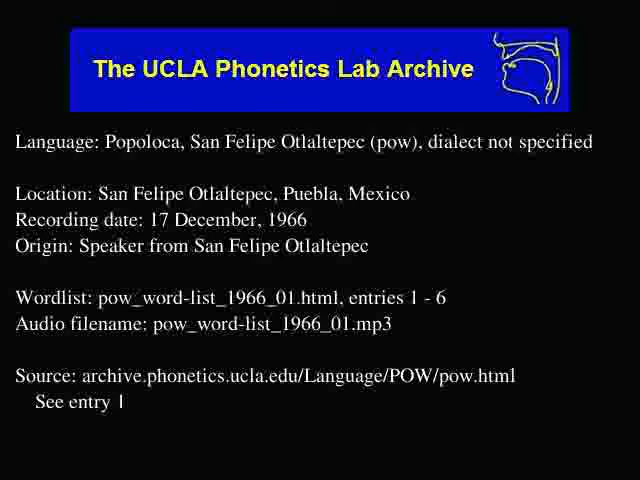 The UCLA Phonetics Lab Archive
Language: Popoloca, San Felipe Otlaltepec (pow), dialect not specified
Location: San Felipe Otlaltepec, Puebla, Mexico
Recording date: 17 December, 1966
Origin: Speaker from San Felipe Otlaltepec
Wordlist: pow_word-list_1966_01.html, entries 1 - 6
Audio filename: pow_word-list_1966_01.mp3
Source: archive.phonetics.ucla.edu/Language/POW/pow.html
See entry 1